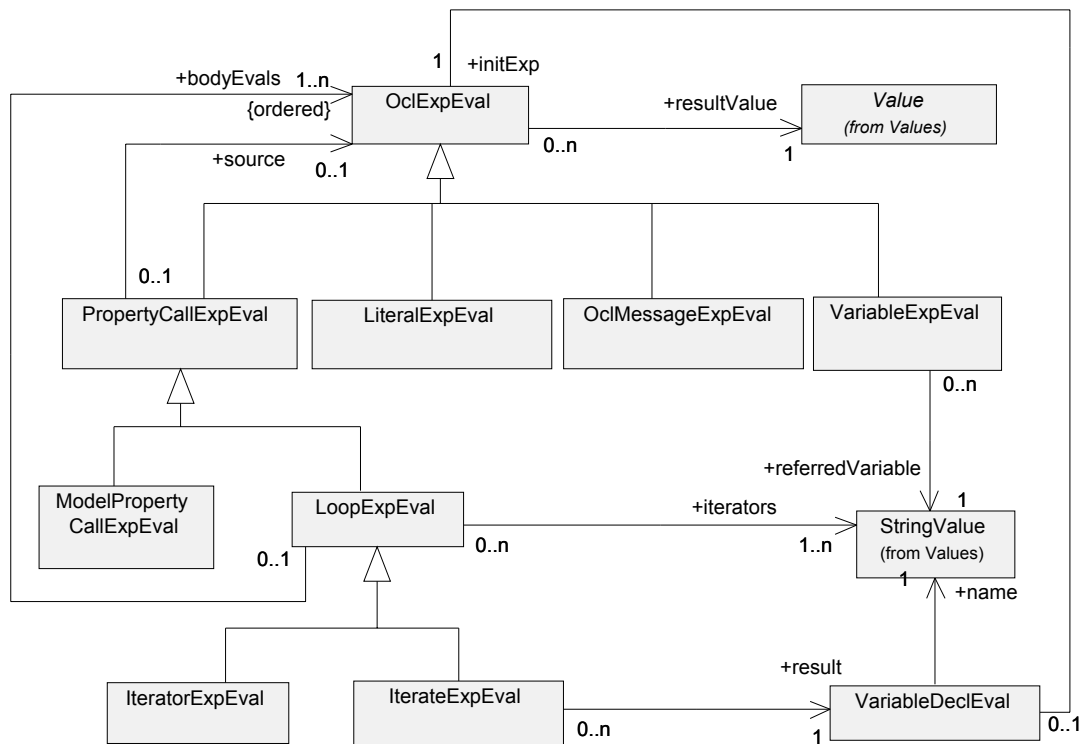 1
+initExp
+bodyEvals
1..n
{ordered}
OclExpEval
+resultValue
Value
(from Values)
0..n
1
+source
0..1
0..1
PropertyCallExpEval
LiteralExpEval
OclMessageExpEval
VariableExpEval
0..n
+referredVariable
1
ModelProperty
CallExpEval
LoopExpEval
+iterators
StringValue
(from Values)
0..1
0..n
1..n
1
+name
+result
IteratorExpEval
IterateExpEval
VariableDeclEval
0..n
1
0..1